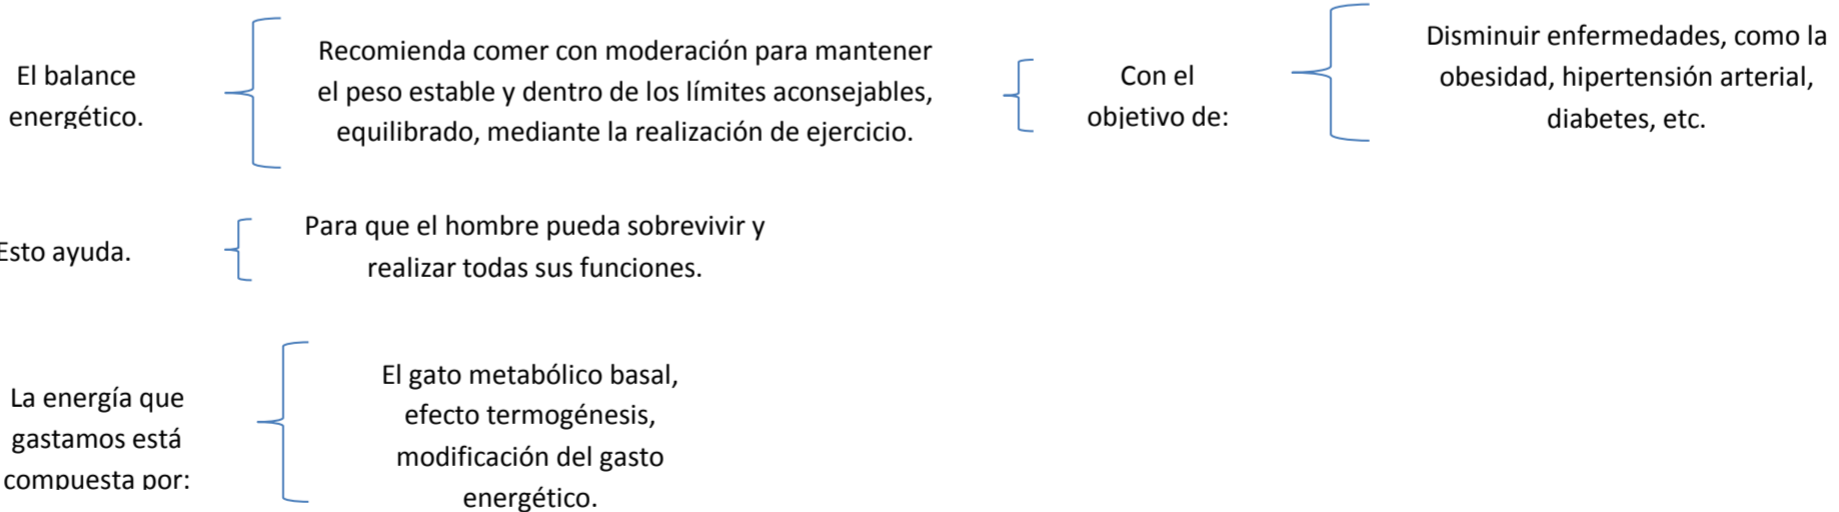 El balance
energético.
Recomienda comer con moderación para mantener
el peso estable y dentro de los límites aconsejables,
equilibrado, mediante la realización de ejercicio.
Con el
objetivo de:
Disminuir enfermedades, como la
obesidad, hipertensión arterial,
diabetes, etc.
Esto ayuda.
Para que el hombre pueda sobrevivir y
realizar todas sus funciones.
La energía que
gastamos está
compuesta por:
El gato metabólico basal,
efecto termogénesis,
modificación del gasto
energético.